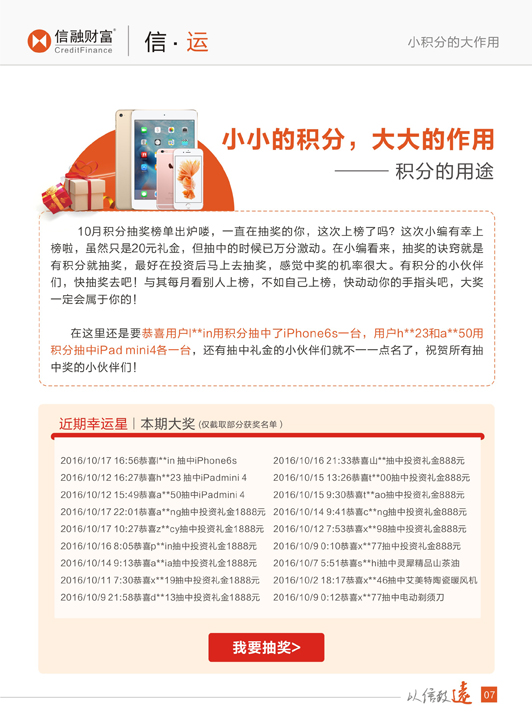 信融财富
CreditFinance
信·运
小积分的大作用
小小的积分，大大的作用
—— 积分的用途
10月积分抽奖榜单出炉喽，一直在抽奖的你，这次上榜了吗？这次小编有幸上
榜啦，虽然只是20元礼金，但抽中的时候已万分激动。在小编看来，抽奖的诀窍就是
有积分就抽奖，最好在投资后马上去抽奖，感觉中奖的机率很大。有积分的小伙伴
们，快抽奖去吧！与其每月看别人上榜，不如自己上榜，快动动你的手指头吧，大奖
一定会属于你的！
在这里还是要恭喜用户l**in用积分抽中了iPhone6s一台，用户h**23和a**50用
积分抽中iPad mini4各一台，还有抽中礼金的小伙伴们就不一一点名了，祝贺所有抽
中奖的小伙伴们！
近期幸运星｜本期大奖 (仅截取部分获奖名单)
2016/10/17 16:56恭喜l**in 抽中iPhone6s
2016/10/12 16:27恭喜h**23 抽中iPadmini 4
2016/10/12 15:49恭喜a**50抽中iPadmini 4
2016/10/17 22:01恭喜a**ng抽中投资礼金1888元
2016/10/17 10:27恭喜z**cy抽中投资礼金1888元
2016/10/16 8:05恭喜p**in抽中投资礼金1888元
2016/10/14 9:13恭喜a**ia抽中投资礼金1888元
2016/10/11 7:30恭喜x**19抽中投资礼金1888元
2016/10/9 21:58恭喜d**13抽中投资礼金1888元
2016/10/16 21:33恭喜山**抽中投资礼金888元
2016/10/15 13:26恭喜t**00抽中投资礼金888元
2016/10/15 9:30恭喜t**ao抽中投资礼金888元
2016/10/14 9:41恭喜c**ng抽中投资礼金888元
2016/10/12 7:53恭喜x**98抽中投资礼金888元
2016/10/9 0:10恭喜x**77抽中投资礼金888元
2016/10/7 5:51恭喜s**hi抽中灵犀精品山茶油
2016/10/2 18:17恭喜x**46抽中艾美特陶瓷暖风机
2016/10/9 0:12恭喜x**77抽中电动剃须刀
我要抽奖>
以信致远
07